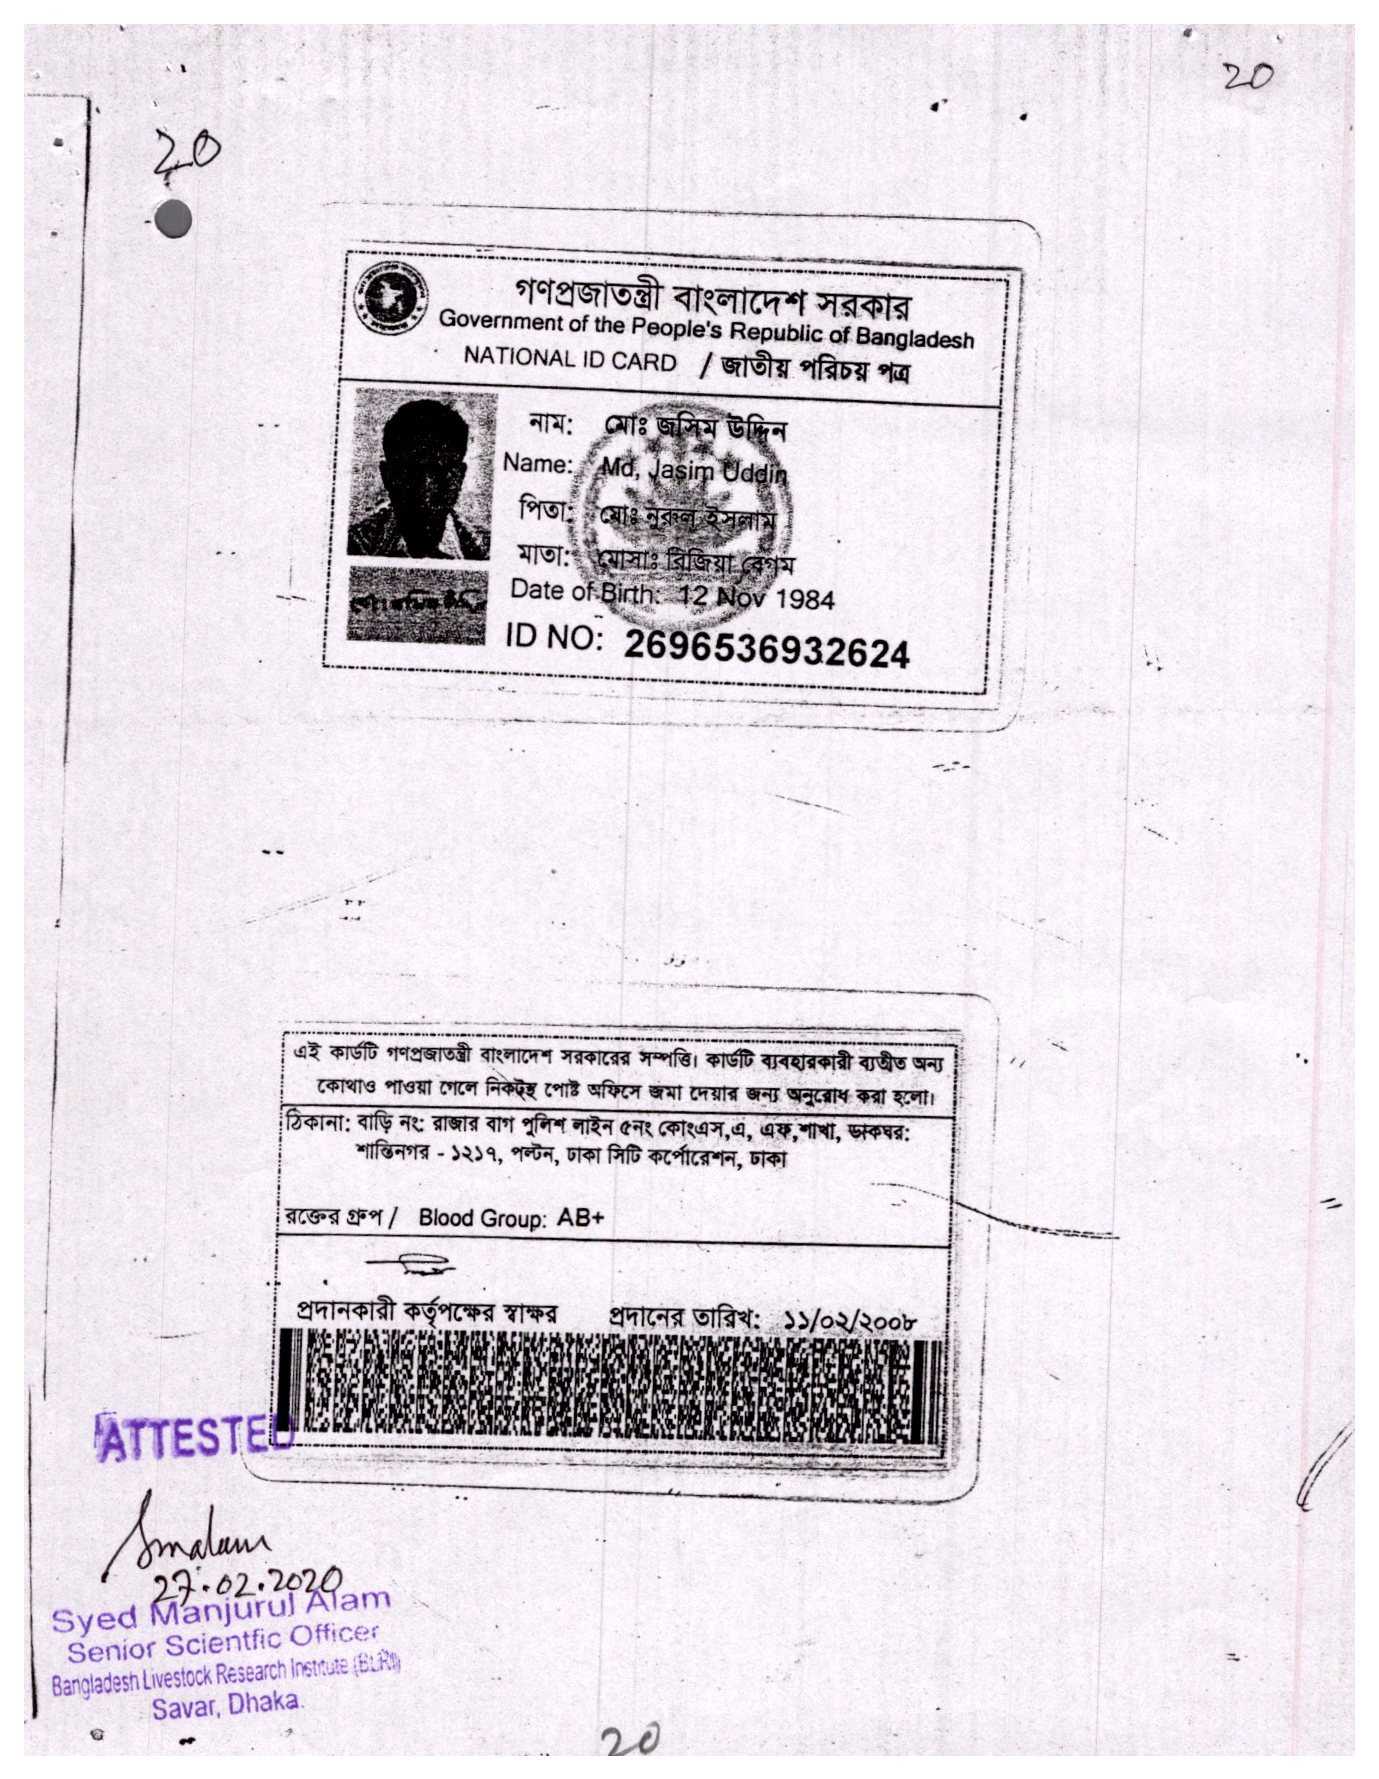 20
20
গণপ্রজাতন্ত্রী বাংলাদেশ সরকার
Government of the People's Republic of Bangladesh
NATIONAL ID CARD / জাতীয় পরিচয় পত্র
নাম: মোঃ জসিম উদ্দিন
Name: Md. Jasim Uddin
পিতা: মোঃ নুরুল ইসলাম
মাতা: মোসাঃ রিজিয়া বেগম
Date of Birth: 12 Nov 1984
ID NO: 2696536932624
এই কার্ডটি গণপ্রজাতন্ত্রী বাংলাদেশ সরকারের সম্পত্তি। কার্ডটি ব্যবহারকারী ব্যতীত অন্য
কোথাও পাওয়া গেলে নিকটস্থ পোষ্ট অফিসে জমা দেয়ার জন্য অনুরোধ করা হলো।
ঠিকানা: বাড়ি নং: রাজার বাগ পুলিশ লাইন ৫নং কোংএস,এ, এফ,শাখা, ডাকঘর:
শান্তিনগর - ১২১৭, পল্টন, ঢাকা সিটি কর্পোরেশন, ঢাকা
রক্তের গ্রুপ / Blood Group: AB+
প্রদানকারী কর্তৃপক্ষের স্বাক্ষর প্রদানের তারিখ: ১১/০২/২০০৮
ATTESTED
Smalam
27.02.2020
Syed Manjurul Alam
Senior Scientfic Officer
Bangladesh Livestock Research Institute (BLRI)
Savar, Dhaka.
20